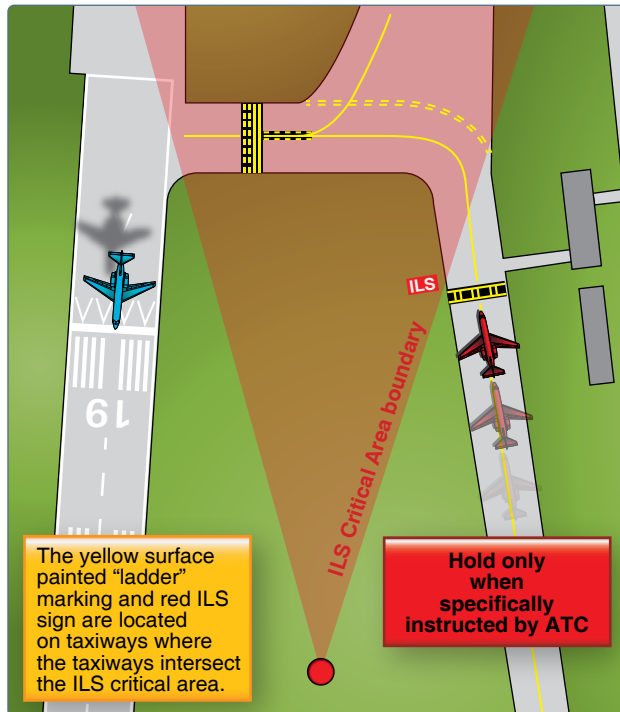 ILS
ILS Critical Area boundary
19
The yellow surface
painted “ladder”
marking and red ILS
sign are located
on taxiways where
the taxiways intersect
the ILS critical area.
Hold only
when
specifically
instructed by ATC